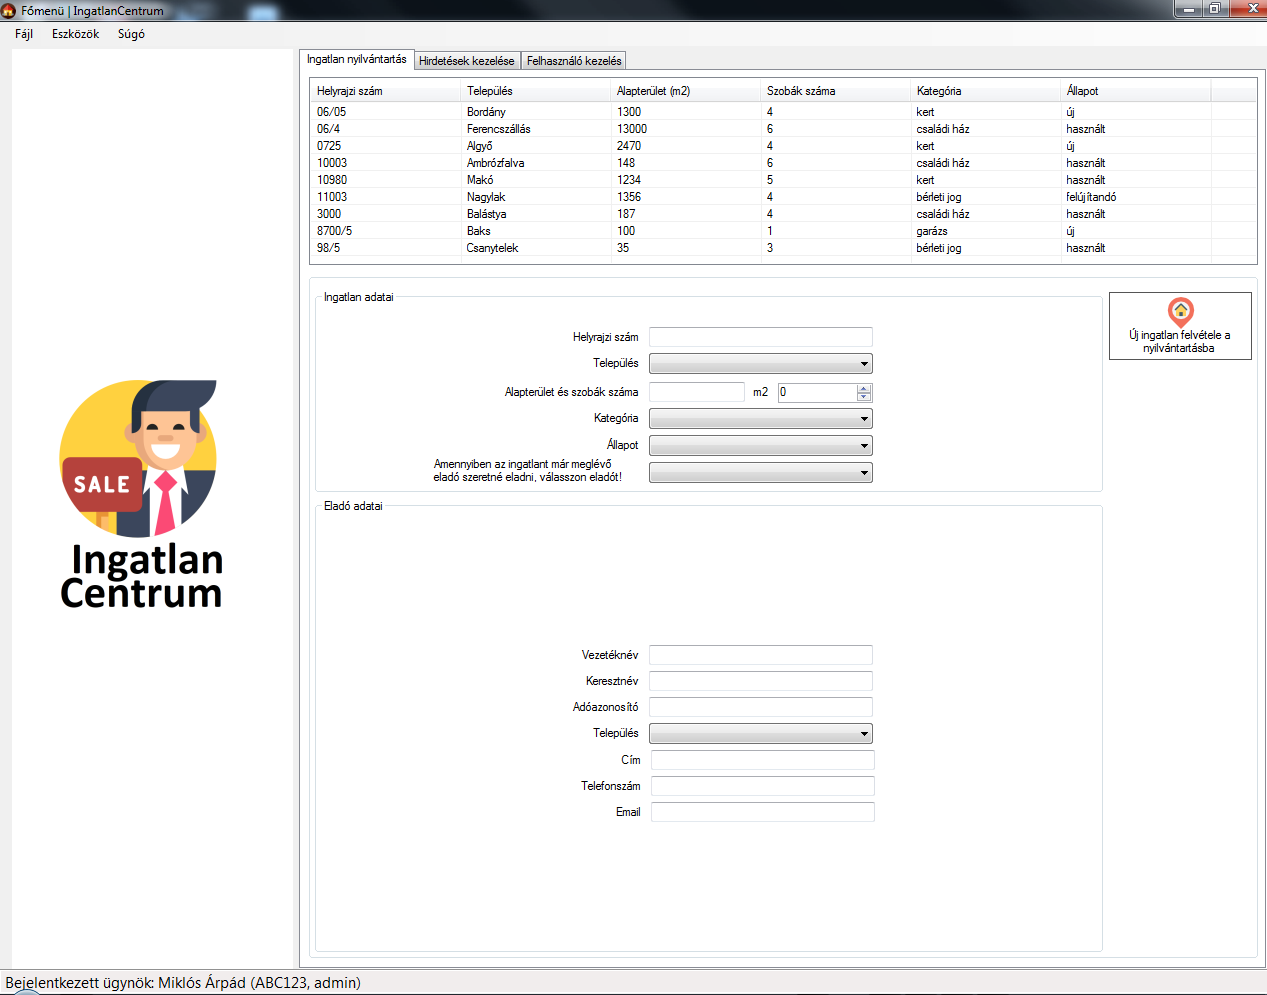 Főmenü | IngatlanCentrum
Fájl Eszközök Súgó
Ingatlan nyilvántartás Hirdetések kezelése Felhasználó kezelés
Helyrajzi szám Település Alapterület (m2) Szobák száma Kategória Állapot
06/05 Bordány 1300 4 kert új
06/4 Ferencszállás 13000 6 családi ház használt
0725 Algyő 2470 4 kert új
10003 Ambrózfalva 148 6 családi ház használt
10980 Makó 1234 5 kert használt
11003 Nagylak 1356 4 bérleti jog felújítandó
3000 Balástya 187 4 családi ház használt
8700/5 Baks 100 1 garázs új
98/5 Csanytelek 35 3 bérleti jog használt
Ingatlan adatai
Helyrajzi szám
Település
Alapterület és szobák száma m2 0
Kategória
Állapot
Amennyiben az ingatlant már meglévő
eladó szeretné eladni, válasszon eladót!
Új ingatlan felvétele a
nyilvántartásba
Eladó adatai
Vezetéknév
Keresztnév
Adóazonosító
Település
Cím
Telefonszám
Email
SALE
Ingatlan
Centrum
Bejelentkezett ügynök: Miklós Árpád (ABC123, admin)